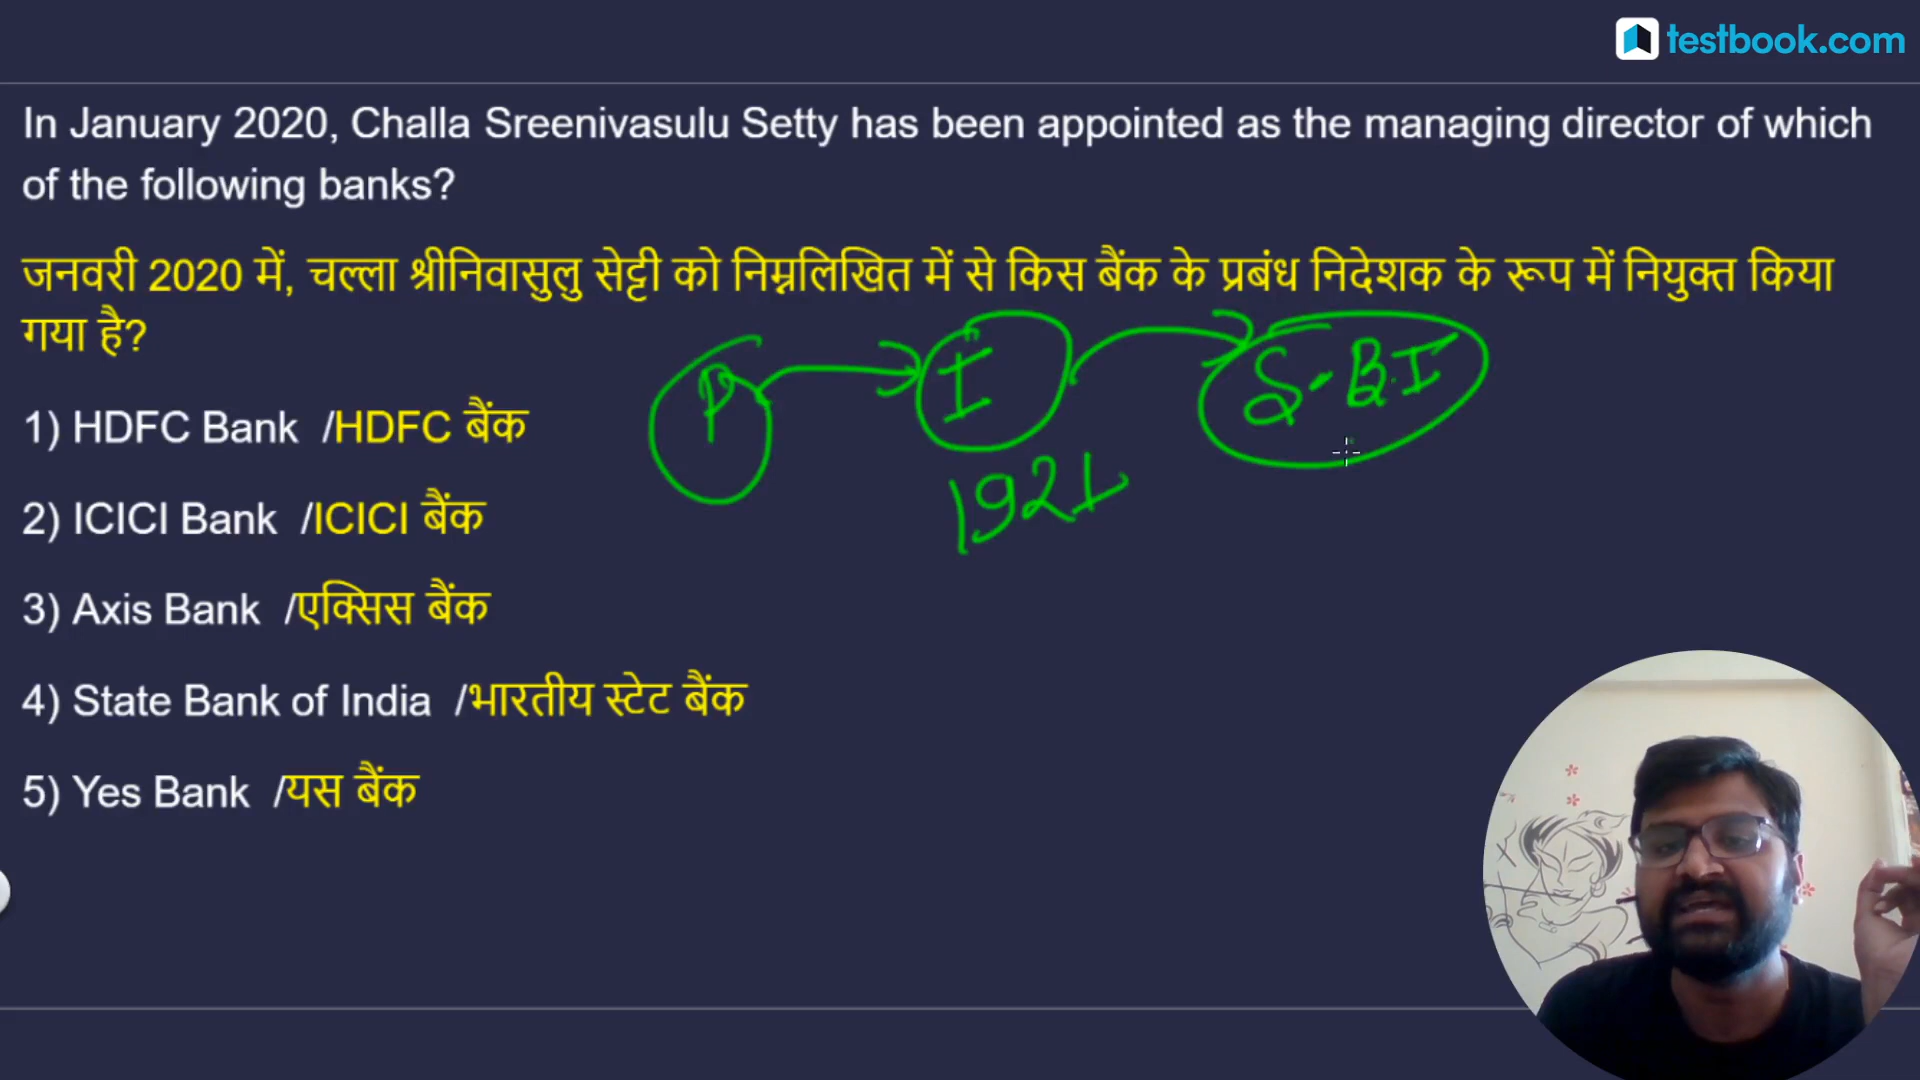 testbook.com
In January 2020, Challa Sreenivasulu Setty has been appointed as the managing director of which
of the following banks?
जनवरी 2020 में, चल्ला श्रीनिवासुलु सेट्टी को निम्नलिखित में से किस बैंक के प्रबंध निदेशक के रूप में नियुक्त किया
गया है?
P I S.B.I
1) HDFC Bank /HDFC बैंक
1921
2) ICICI Bank /ICICI बैंक
3) Axis Bank /एक्सिस बैंक
4) State Bank of India /भारतीय स्टेट बैंक
5) Yes Bank /यस बैंक